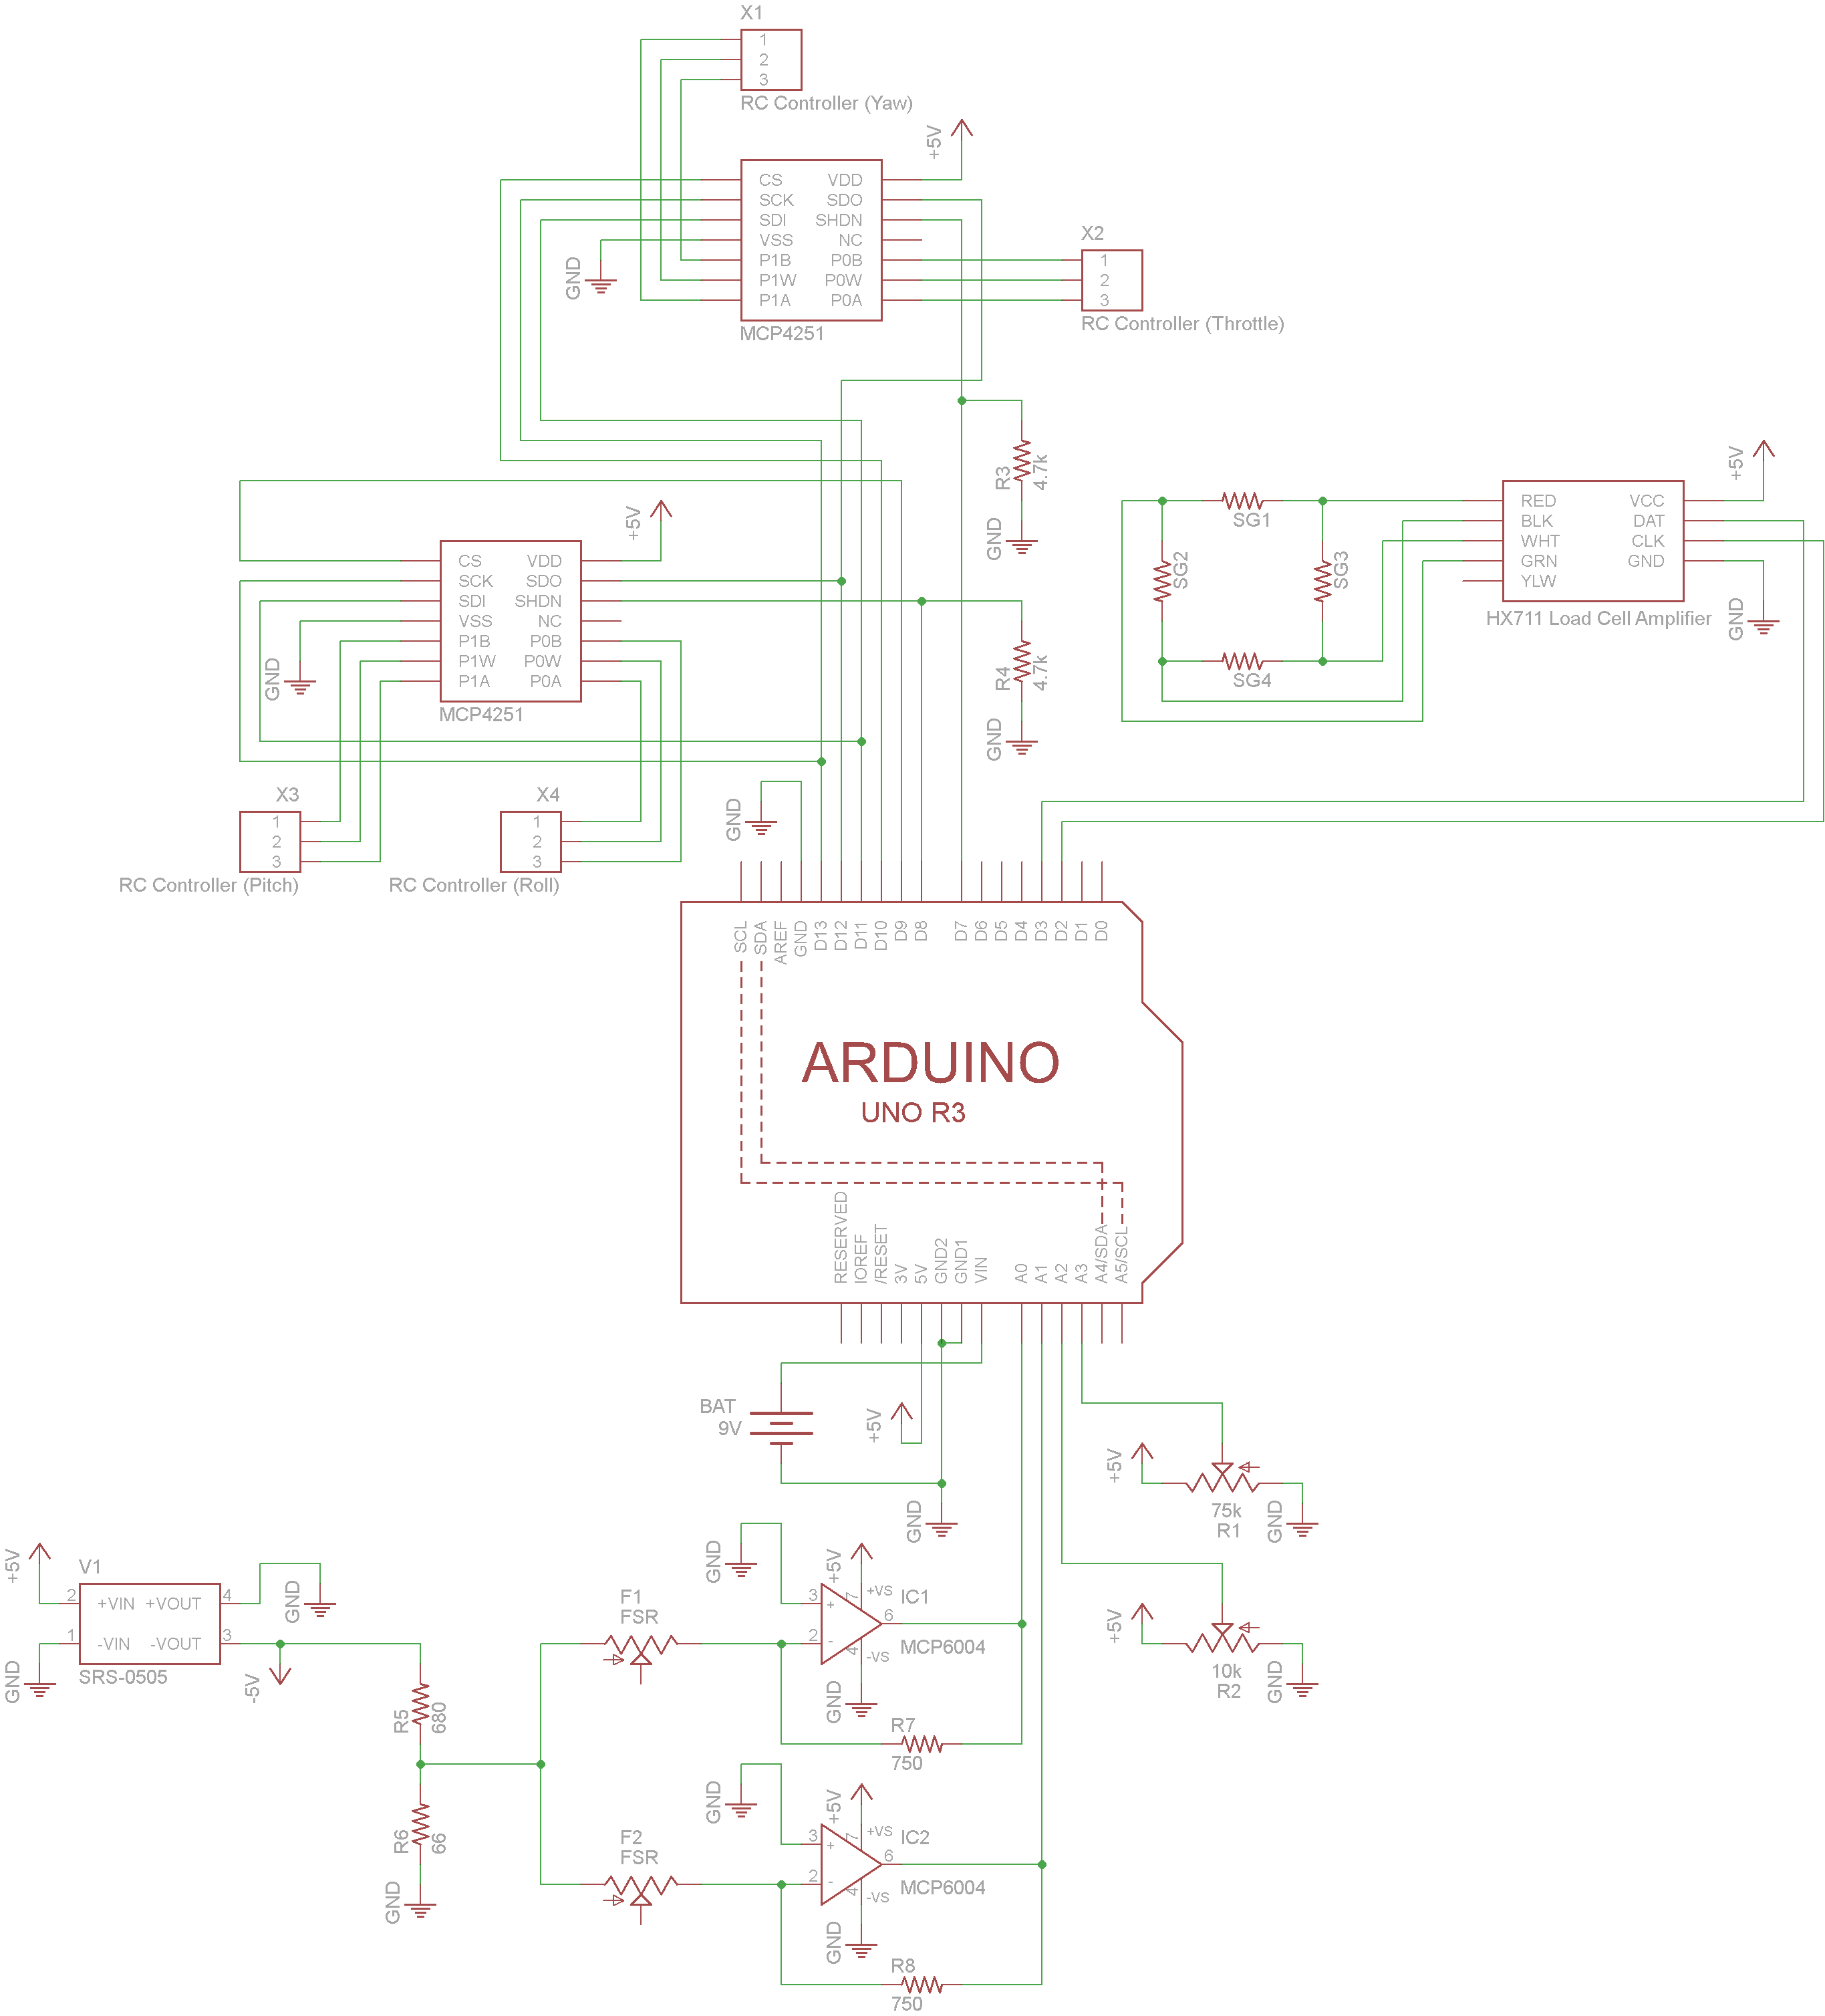 X1
1
2
3
RC Controller (Yaw)
+5V
CS VDD
SCK SDO
SDI SHDN
VSS NC
P1B P0B
P1W P0W
P1A P0A
MCP4251
GND
X2
1
2
3
RC Controller (Throttle)
R3
4.7k
GND
+5V
CS VDD
SCK SDO
SDI SHDN
VSS NC
P1B P0B
P1W P0W
P1A P0A
MCP4251
GND
R4
4.7k
GND
SG1
SG2
SG3
SG4
+5V
RED VCC
BLK DAT
WHT CLK
GRN GND
YLW
HX711 Load Cell Amplifier
GND
X3
1
2
3
RC Controller (Pitch)
X4
1
2
3
RC Controller (Roll)
GND
SCL
SDA
AREF
GND
D13
D12
D11
D10
D9
D8
D7
D6
D5
D4
D3
D2
D1
D0
ARDUINO
UNO R3
RESERVED
IOREF
/RESET
3V
5V
GND2
GND1
VIN
A0
A1
A2
A3
A4/SDA
A5/SCL
BAT
9V
+5V
GND
+5V
75k
R1
GND
+5V
10k
R2
GND
+5V
V1
2 +VIN +VOUT 4
1 -VIN -VOUT 3
SRS-0505
GND
GND
-5V
R5
680
R6
66
GND
F1
FSR
GND
+5V
+VS
IC1
3
+
7
6
2
-
4
-VS
MCP6004
GND
R7
750
F2
FSR
GND
+5V
+VS
IC2
3
+
7
6
2
-
4
-VS
MCP6004
GND
R8
750